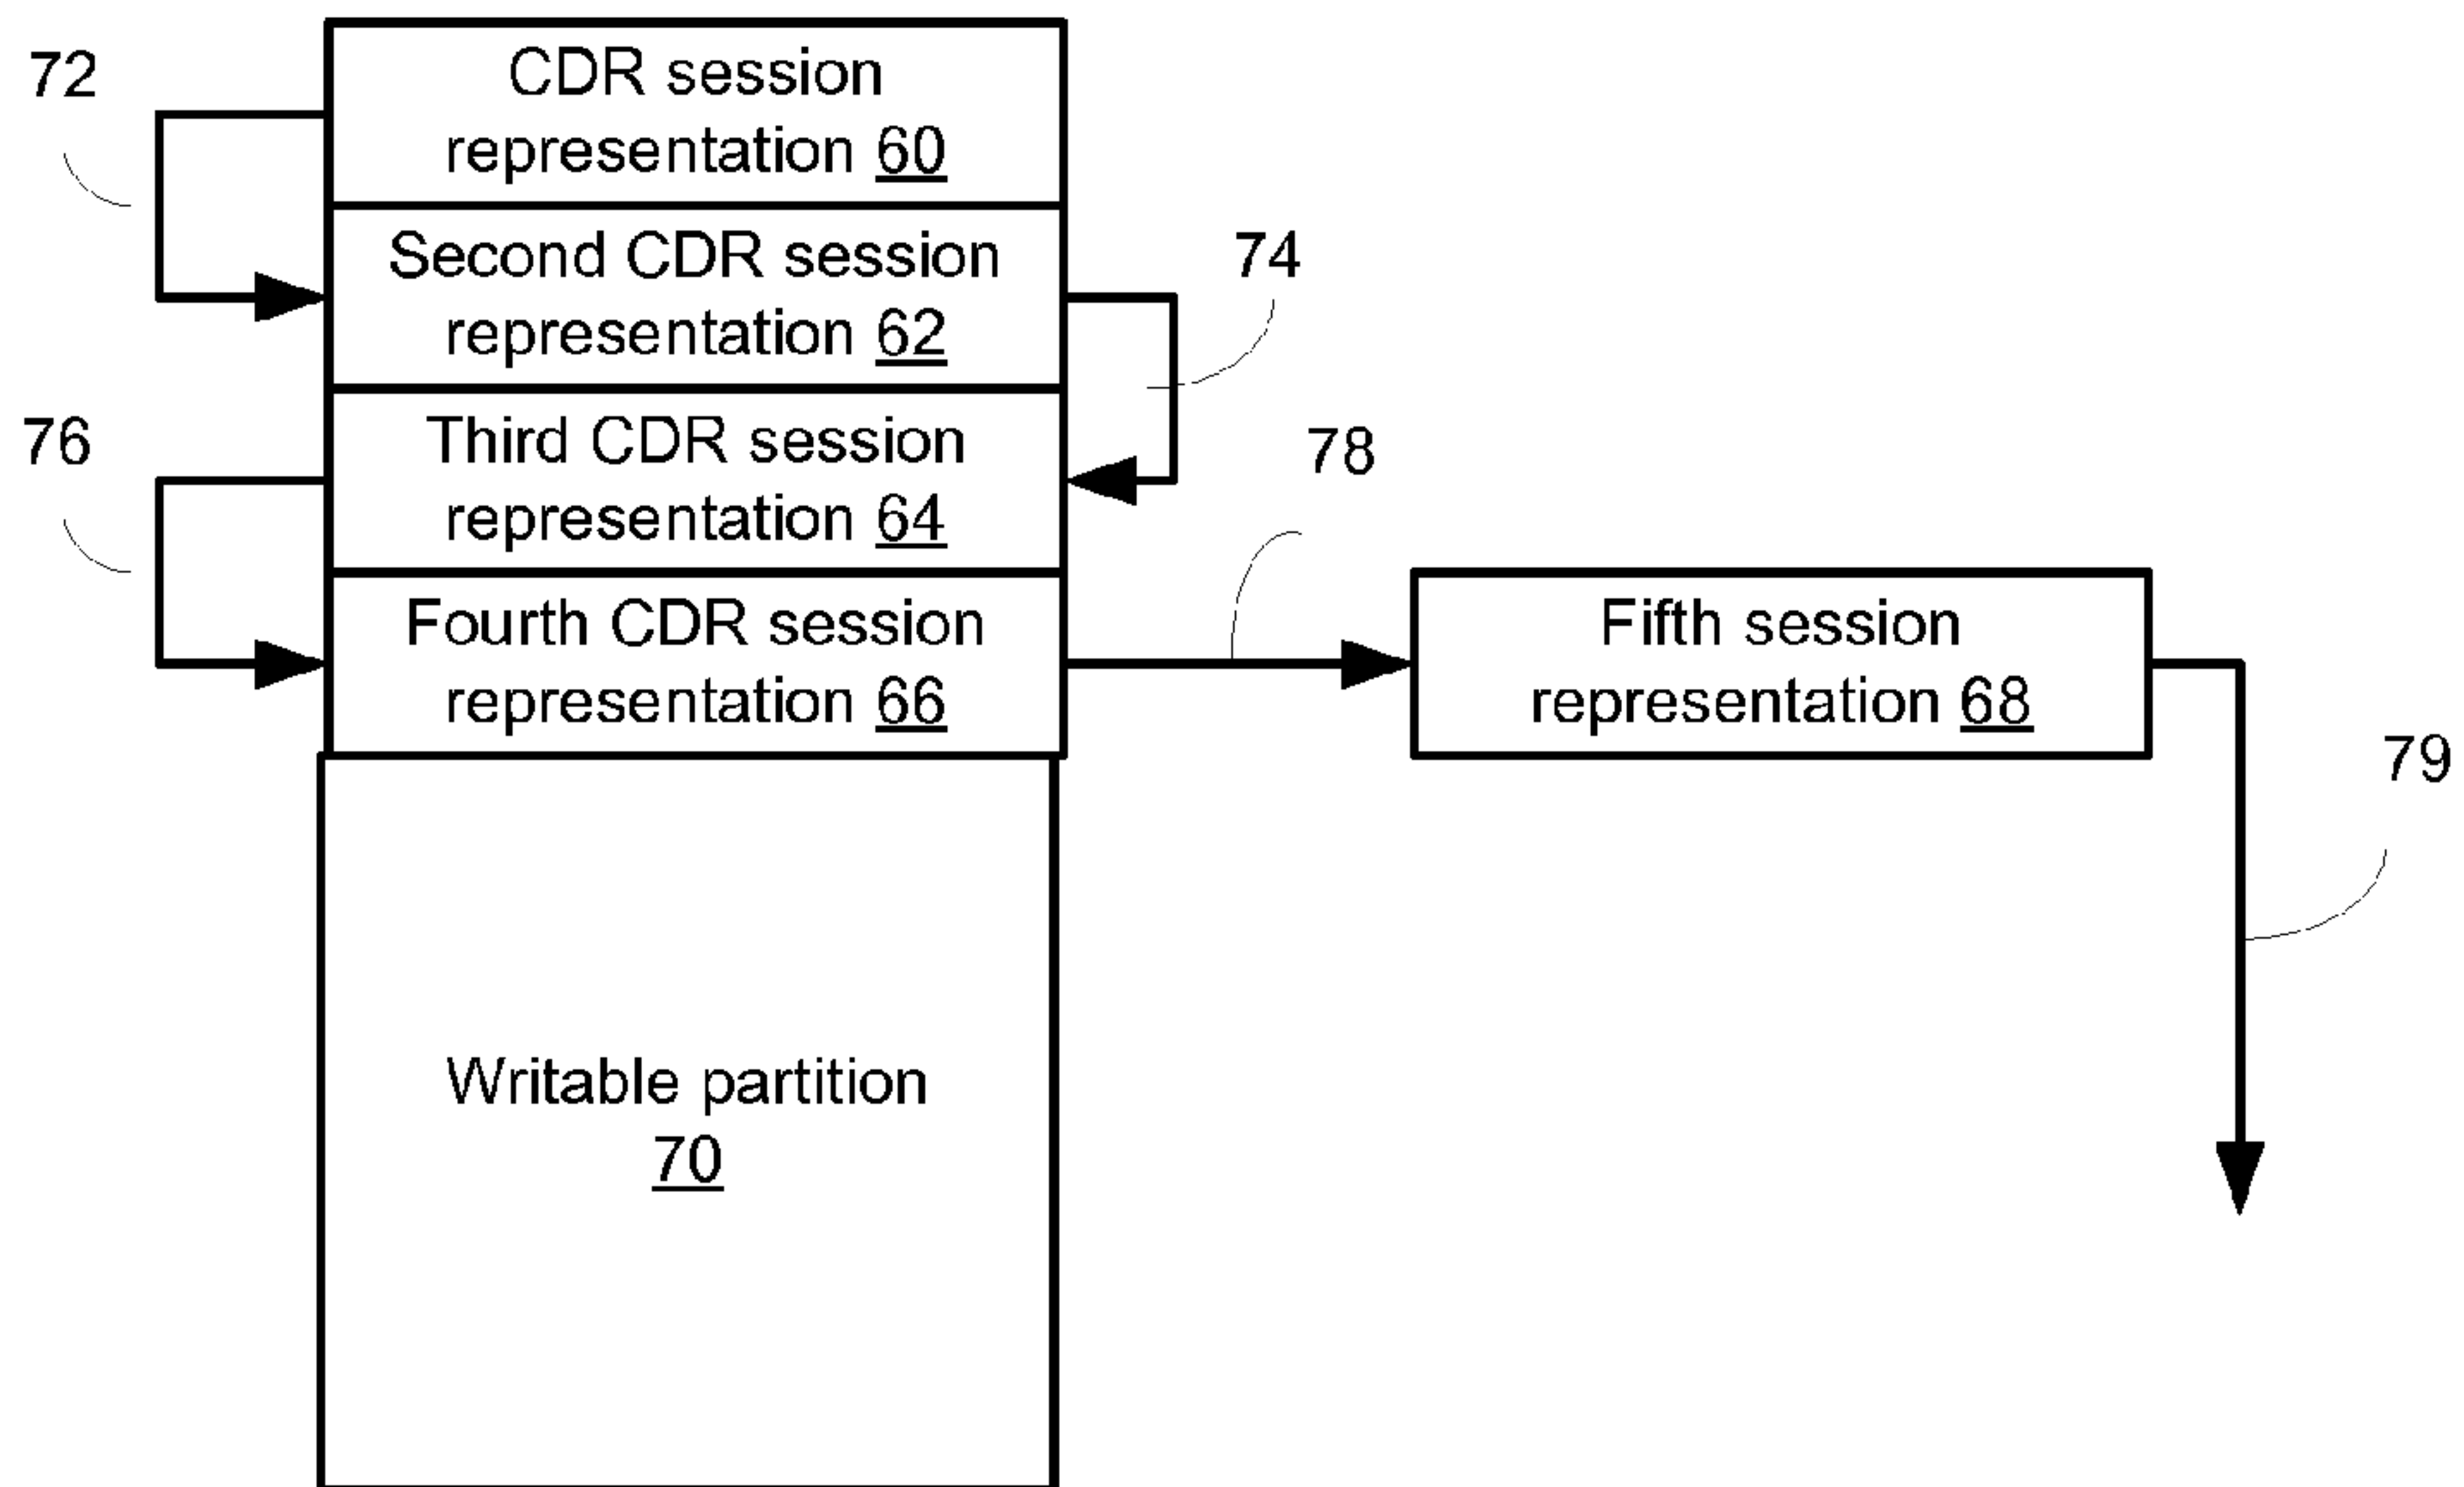 72
CDR session
representation 60
Second CDR session
representation 62
74
76
Third CDR session
representation 64
78
Fourth CDR session
representation 66
Fifth session
representation 68
79
Writable partition
70